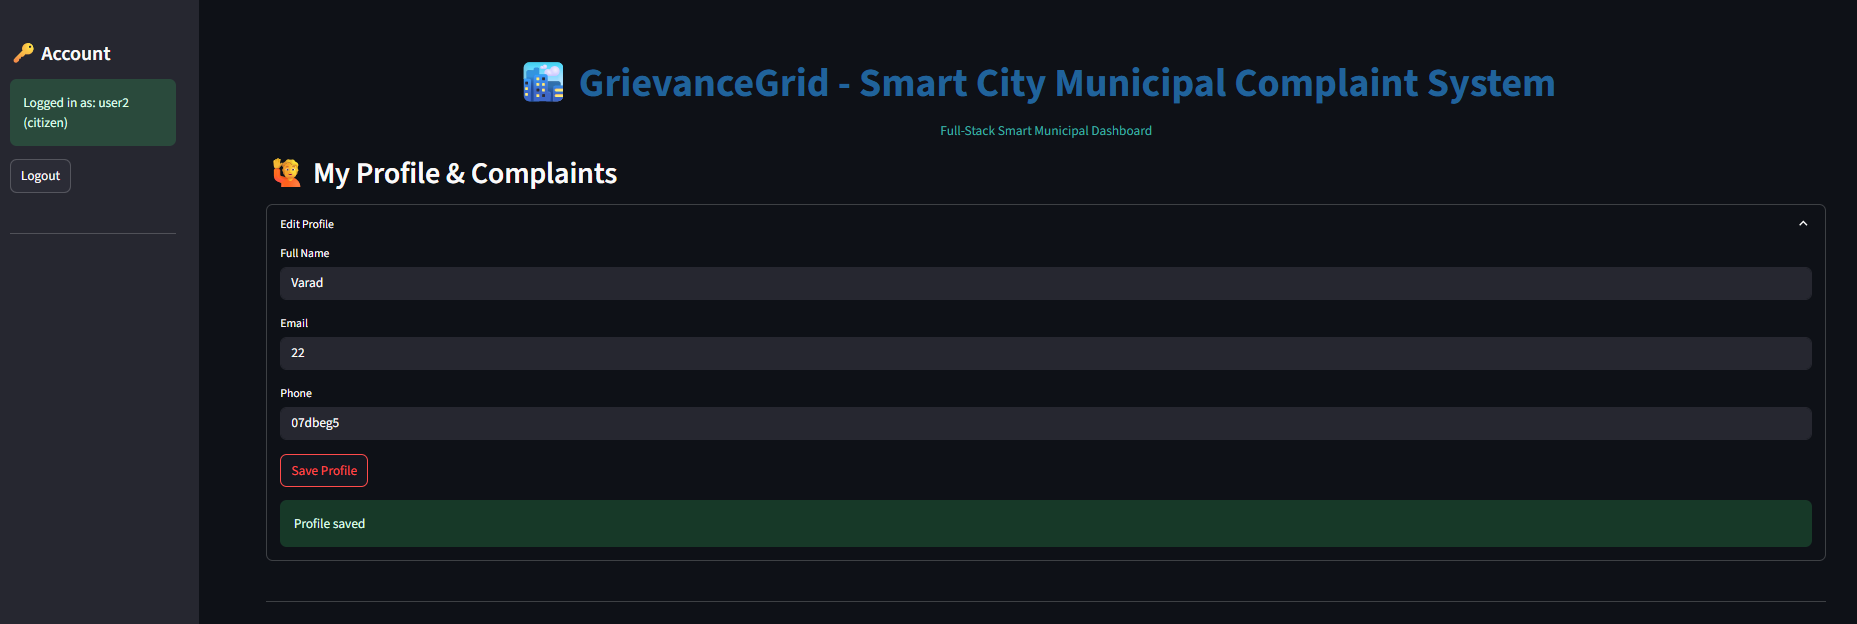 Account
Logged in as: user2
(citizen)
Logout
GrievanceGrid - Smart City Municipal Complaint System
Full-Stack Smart Municipal Dashboard
My Profile & Complaints
Edit Profile
Full Name
Varad
Email
22
Phone
07dbeg5
Save Profile
Profile saved